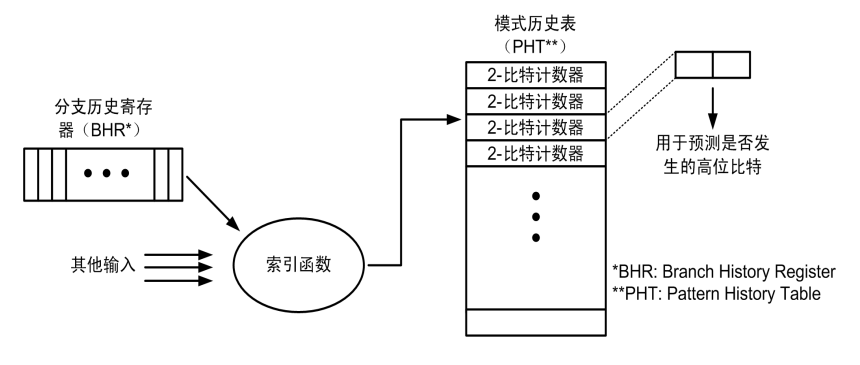 模式历史表
（PHT**）
2-比特计数器
2-比特计数器
2-比特计数器
2-比特计数器
分支历史寄存
器（BHR*）
用于预测是否发
生的高位比特
其他输入
索引函数
*BHR: Branch History Register
**PHT: Pattern History Table